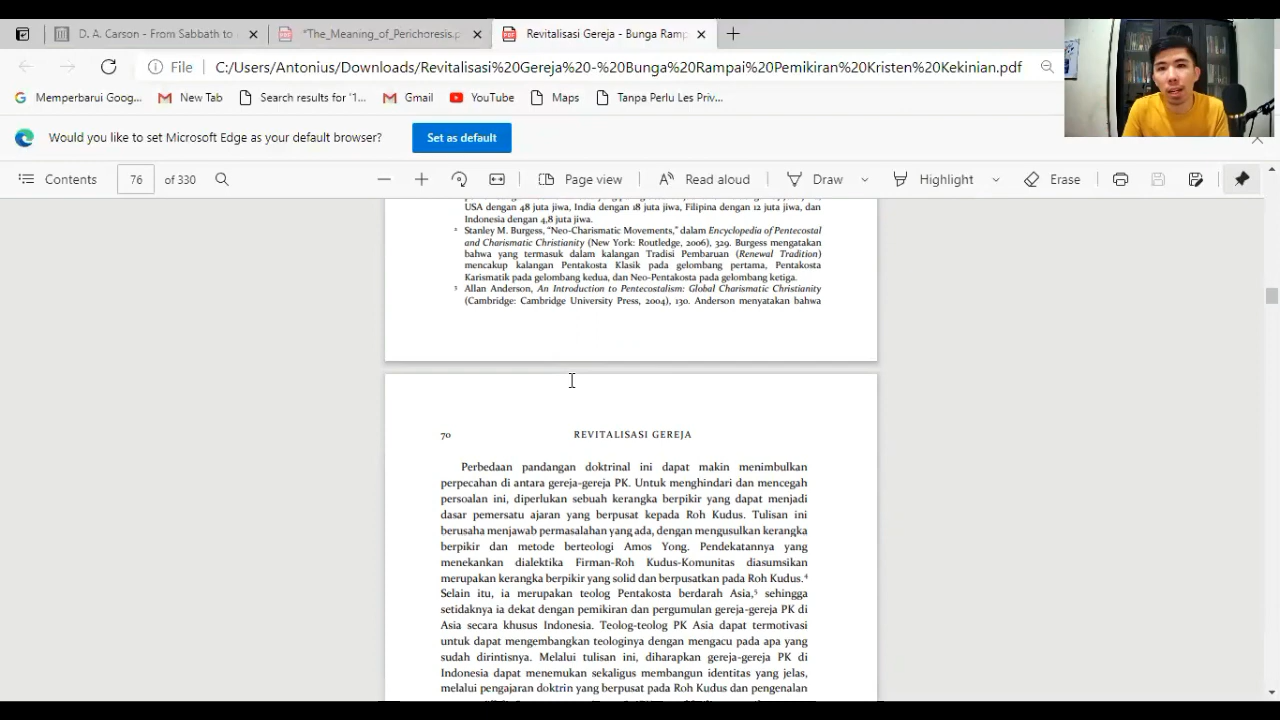 D. A. Carson - From Sabbath to
"The_Meaning_of_Perichoresis.p
Revitalisasi Gereja - Bunga Ramp
File
C:/Users/Antonius/Downloads/Revitalisasi%20Gereja%20-%20Bunga%20Rampai%20Pemikiran%20Kristen%20Kekinian.pdf
Memperbarui Goog...
New Tab
Search results for '1...
Gmail
YouTube
Maps
Tanpa Perlu Les Priv...
Would you like to set Microsoft Edge as your default browser?
Set as default
Contents
76
of 330
Page view
Read aloud
Draw
Highlight
Erase
USA dengan 48 juta jiwa, India dengan 18 juta jiwa, Filipina dengan 12 juta jiwa, dan
Indonesia dengan 4,8 juta jiwa.
² Stanley M. Burgess, “Neo-Charismatic Movements,” dalam Encyclopedia of Pentecostal
and Charismatic Christianity (New York: Routledge, 2006), 329. Burgess mengatakan
bahwa yang termasuk dalam kalangan Tradisi Pembaruan (Renewal Tradition)
mencakup kalangan Pentakosta Klasik pada gelombang pertama, Pentakosta
Karismatik pada gelombang kedua, dan Neo-Pentakosta pada gelombang ketiga.
³ Allan Anderson, An Introduction to Pentecostalism: Global Charismatic Christianity
(Cambridge: Cambridge University Press, 2004), 130. Anderson menyatakan bahwa
70
REVITALISASI GEREJA
Perbedaan pandangan doktrinal ini dapat makin menimbulkan
perpecahan di antara gereja-gereja PK. Untuk menghindari dan mencegah
persoalan ini, diperlukan sebuah kerangka berpikir yang dapat menjadi
dasar pemersatu ajaran yang berpusat kepada Roh Kudus. Tulisan ini
berusaha menjawab permasalahan yang ada, dengan mengusulkan kerangka
berpikir dan metode berteologi Amos Yong. Pendekatannya yang
menekankan dialektika Firman-Roh Kudus-Komunitas diasumsikan
merupakan kerangka berpikir yang solid dan berpusatkan pada Roh Kudus.⁴
Selain itu, ia merupakan teolog Pentakosta berdarah Asia,⁵ sehingga
setidaknya ia dekat dengan pemikiran dan pergumulan gereja-gereja PK di
Asia secara khusus Indonesia. Teolog-teolog PK Asia dapat termotivasi
untuk dapat mengembangkan teologinya dengan mengacu pada apa yang
sudah dirintisnya. Melalui tulisan ini, diharapkan gereja-gereja PK di
Indonesia dapat menemukan sekaligus membangun identitas yang jelas,
melalui pengajaran doktrin yang berpusat pada Roh Kudus dan pengenalan